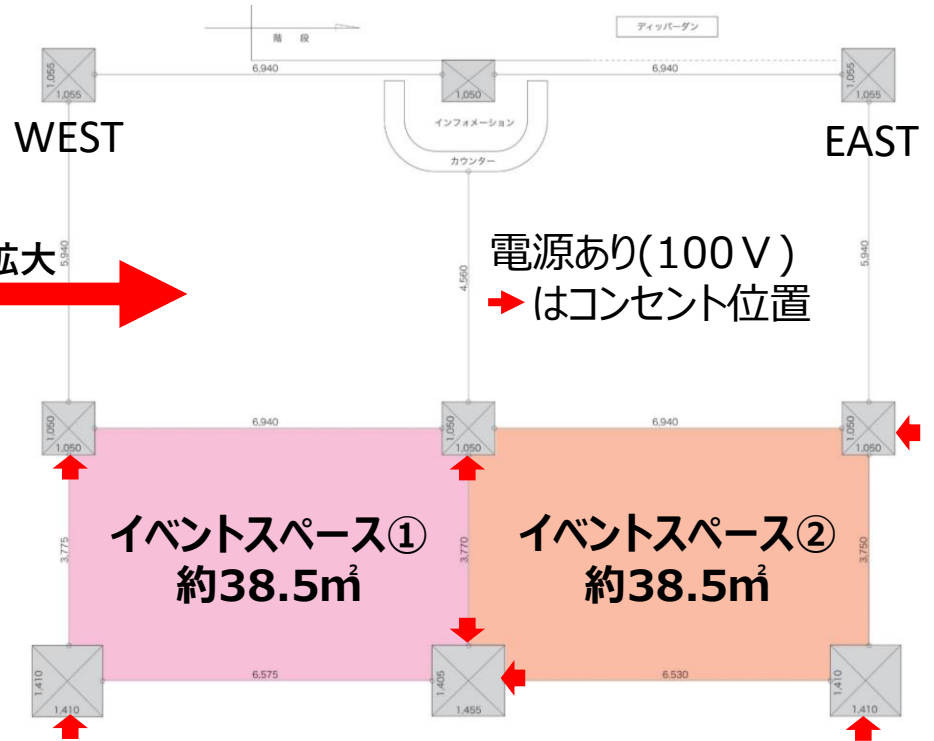 階 段
ディッパーダン
1,055
1,055
6,940
1,050
6,940
1,055
1,055
インフォメーション
カウンター
WEST
EAST
拡大
5,940
4,560
5,940
電源あり(100V)
はコンセント位置
1,050
1,050
6,940
1,050
1,050
6,940
1,050
1,050
イベントスペース①
約38.5㎡
イベントスペース②
約38.5㎡
3,775
3,770
3,750
1,410
1,410
6,575
1,405
1,455
6.530
1,410
1,410